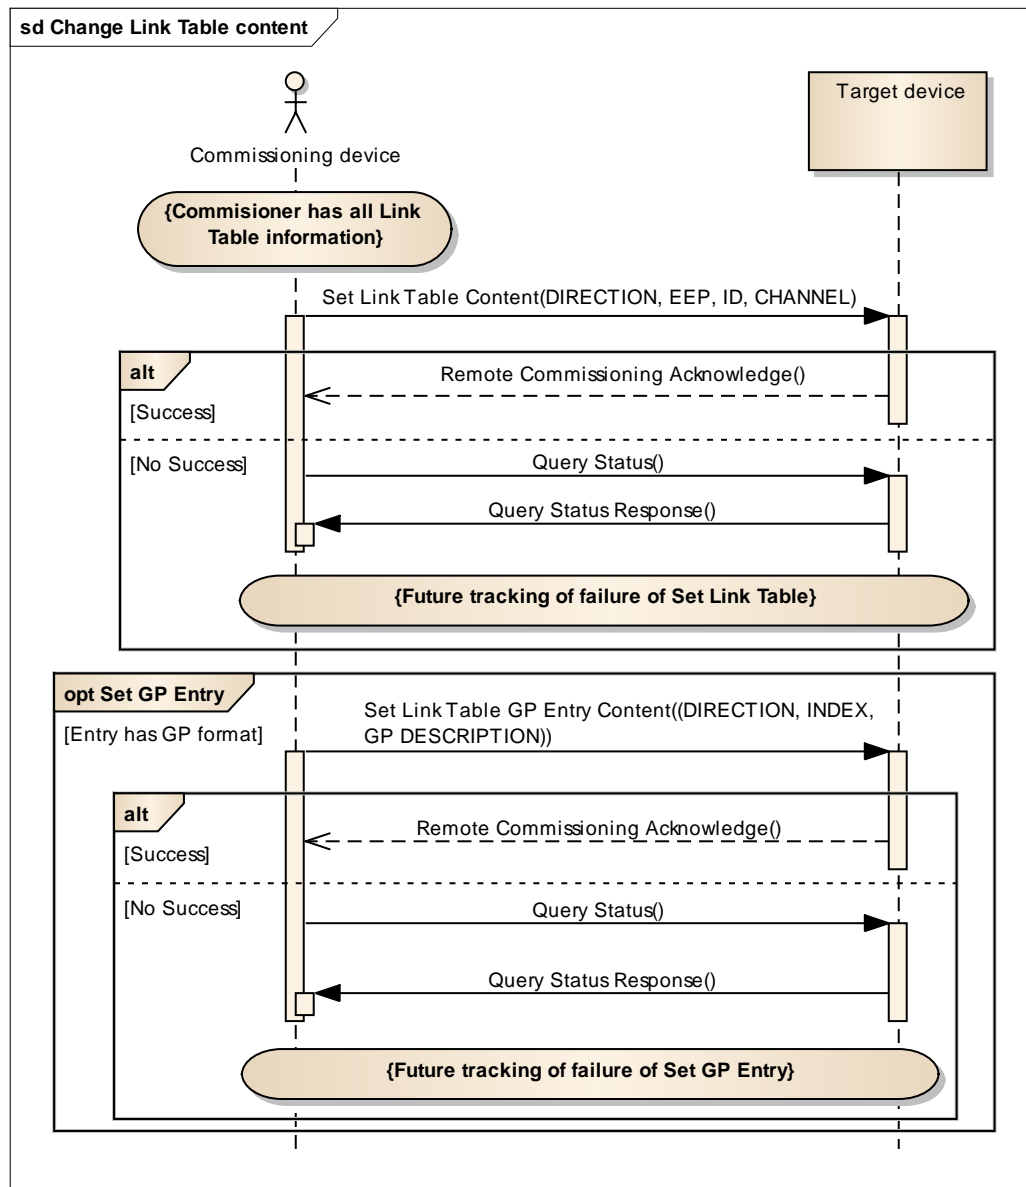 sd Change Link Table content
Target device
Commissioning device
{Commisioner has all Link
Table information}
Set Link Table Content(DIRECTION, EEP, ID, CHANNEL)
alt
Remote Commissioning Acknowledge()
[Success]
[No Success]
Query Status()
Query Status Response()
{Future tracking of failure of Set Link Table}
opt Set GP Entry
[Entry has GP format]
Set Link Table GP Entry Content((DIRECTION, INDEX,
GP DESCRIPTION))
alt
Remote Commissioning Acknowledge()
[Success]
[No Success]
Query Status()
Query Status Response()
{Future tracking of failure of Set GP Entry}